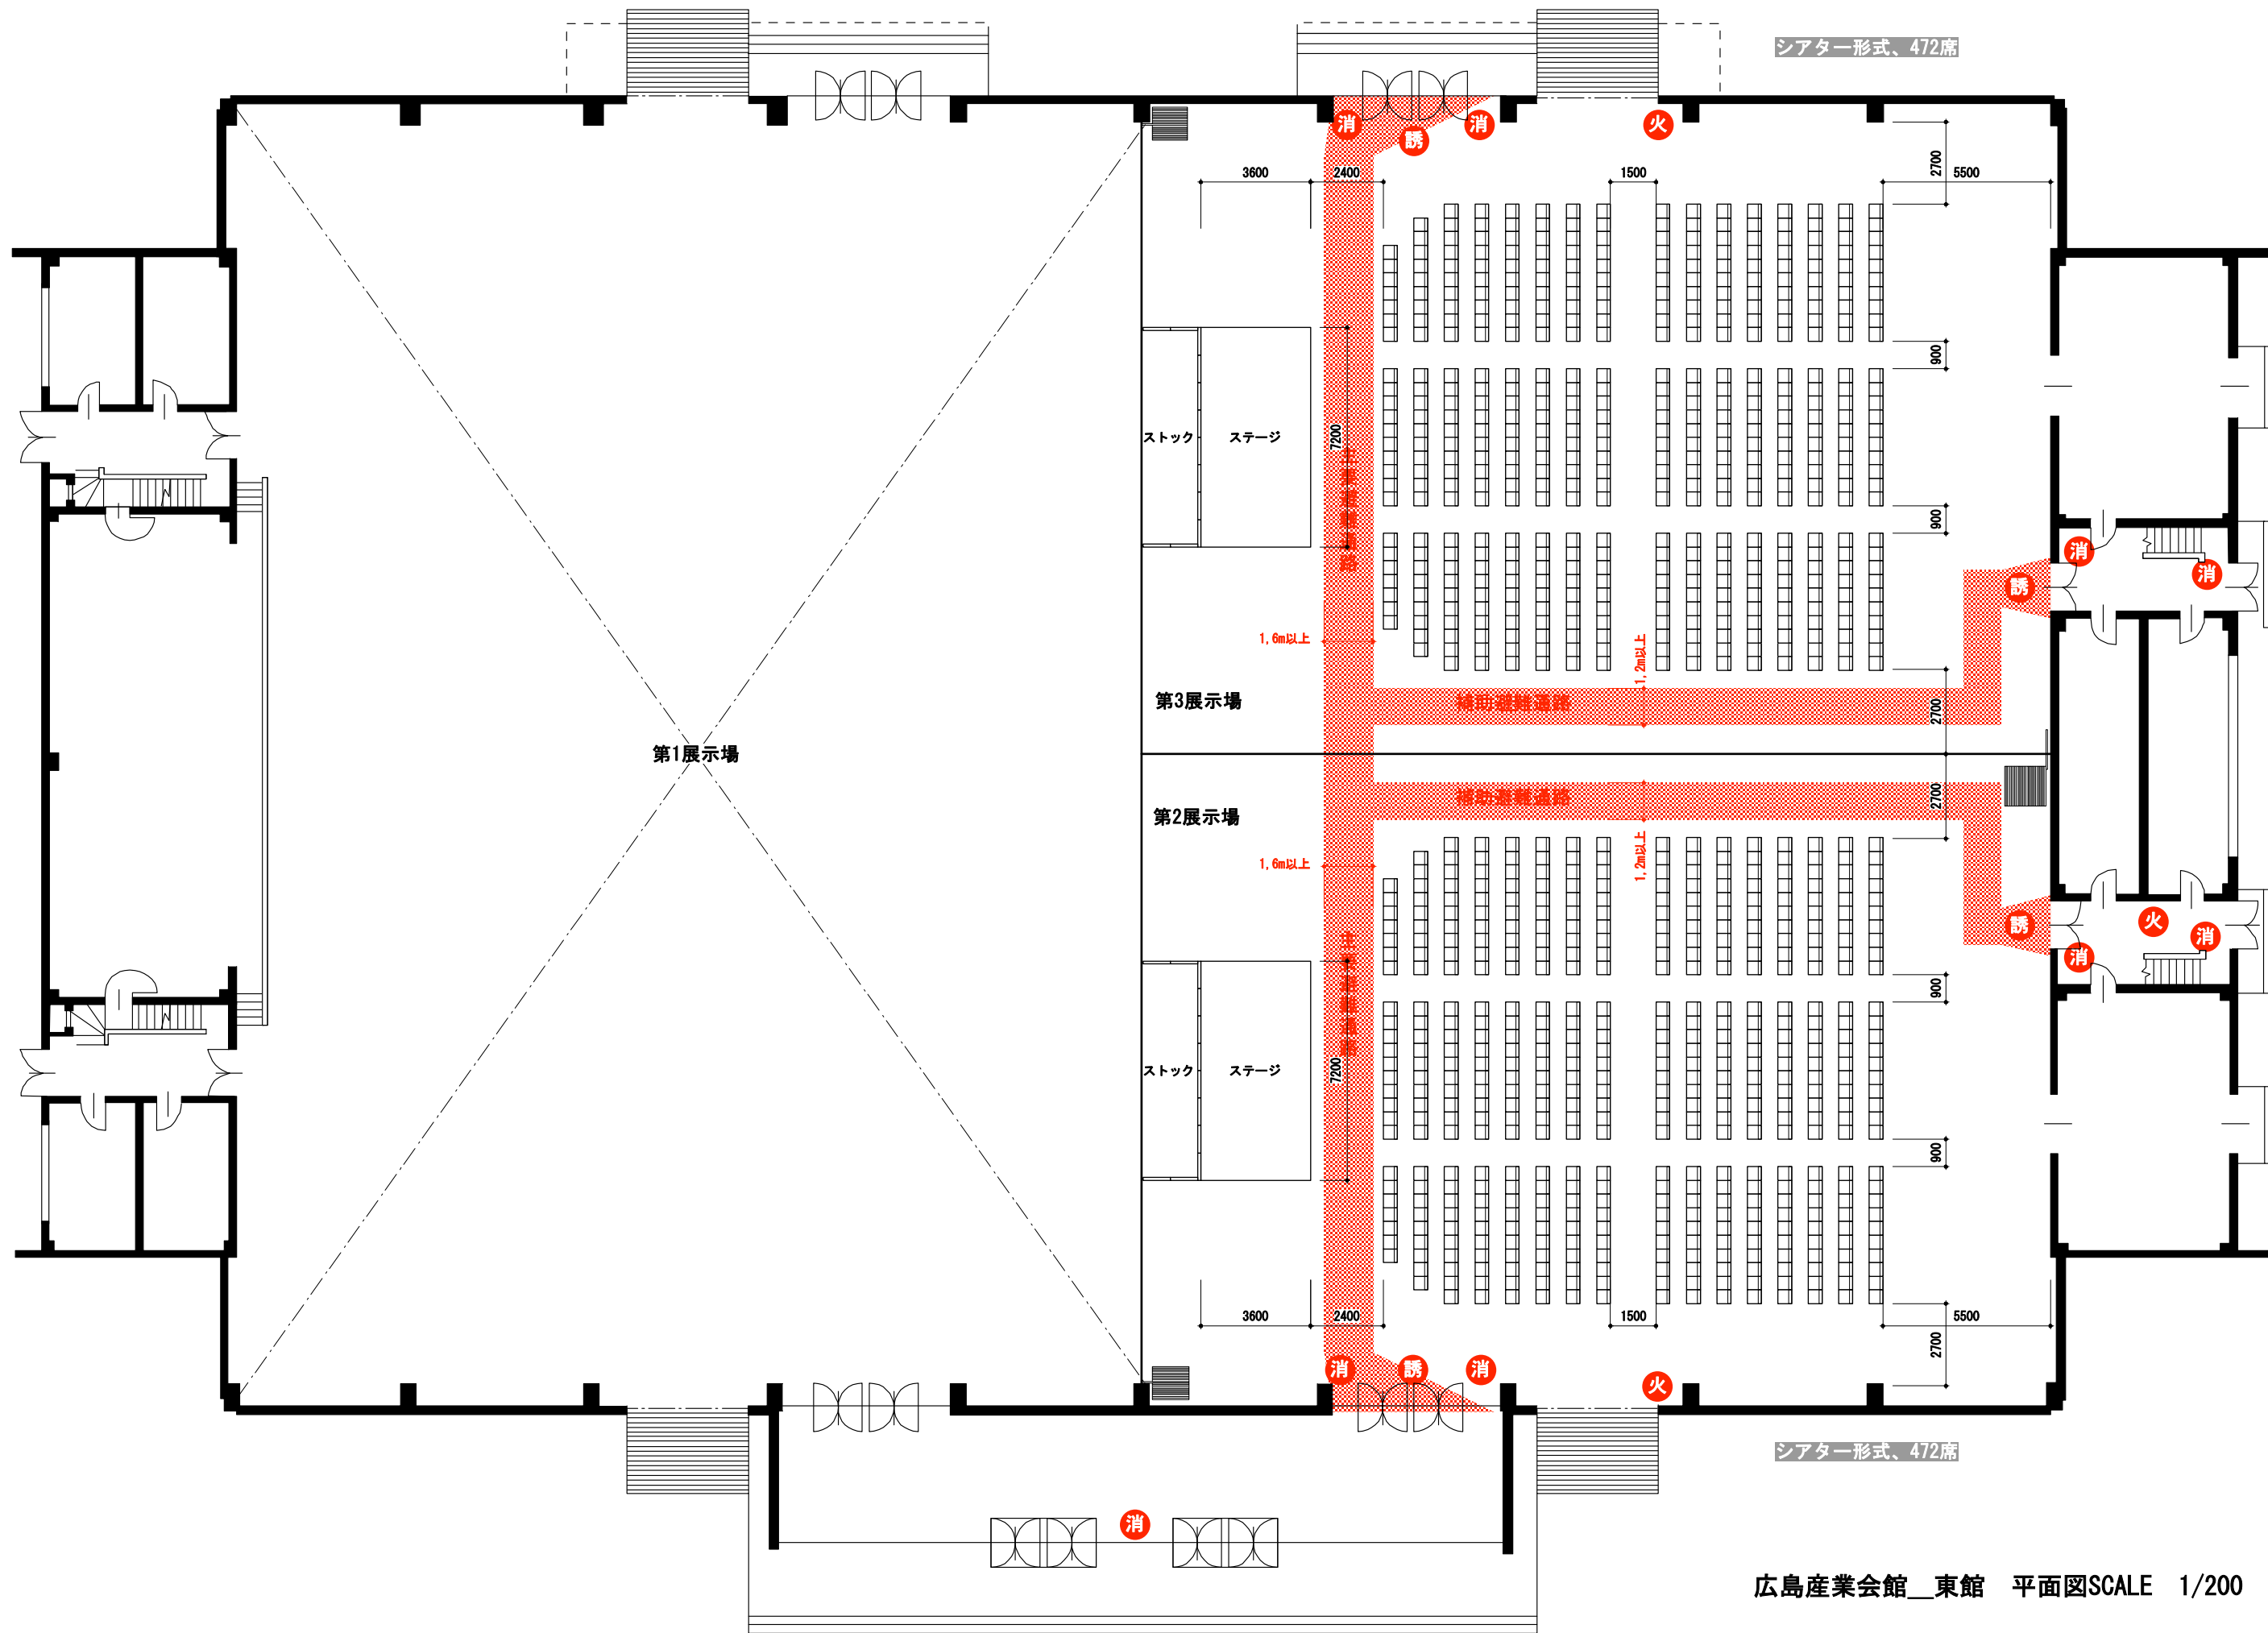 シアター形式、472席
消
誘
消
火
3600
2400
1500
2700
5500
900
ストック
ステージ
7200
主要避難通路
900
消
誘
消
1,6m以上
1,2m以上
第3展示場
補助避難通路
2700
第1展示場
補助避難通路
2700
第2展示場
1,6m以上
1,2m以上
主要避難通路
誘
火
消
消
900
ストック
ステージ
7200
900
3600
2400
1500
5500
2700
消
誘
消
火
シアター形式、472席
消
広島産業会館__東館 平面図SCALE 1/200